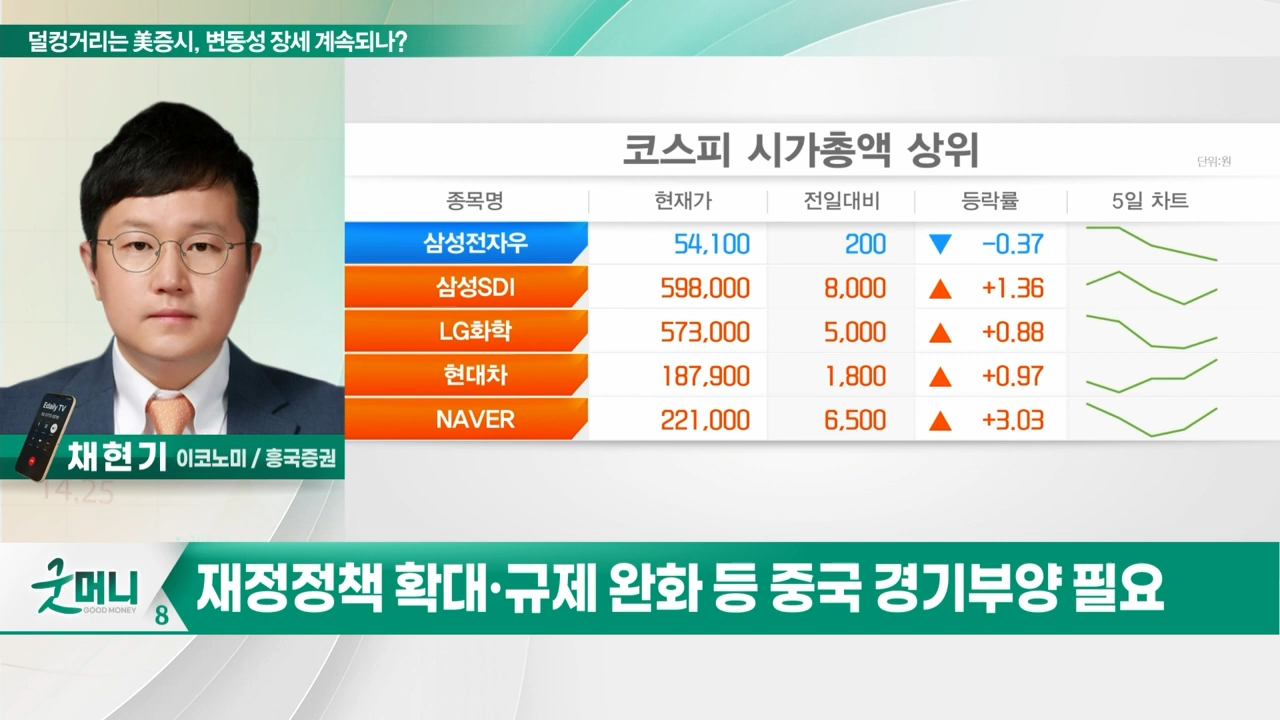 덜컹거리는 美증시, 변동성 장세 계속되나?
코스피 시가총액 상위
단위:원
종목명 현재가 전일대비 등락률 5일 차트
삼성전자우 54,100 200 ▼ -0.37
삼성SDI 598,000 8,000 ▲ +1.36
LG화학 573,000 5,000 ▲ +0.88
현대차 187,900 1,800 ▲ +0.97
NAVER 221,000 6,500 ▲ +3.03
Edaily TV
채현기 이코노미 / 흥국증권
14.25
굿머니
GOOD MONEY
8
재정정책 확대·규제 완화 등 중국 경기부양 필요